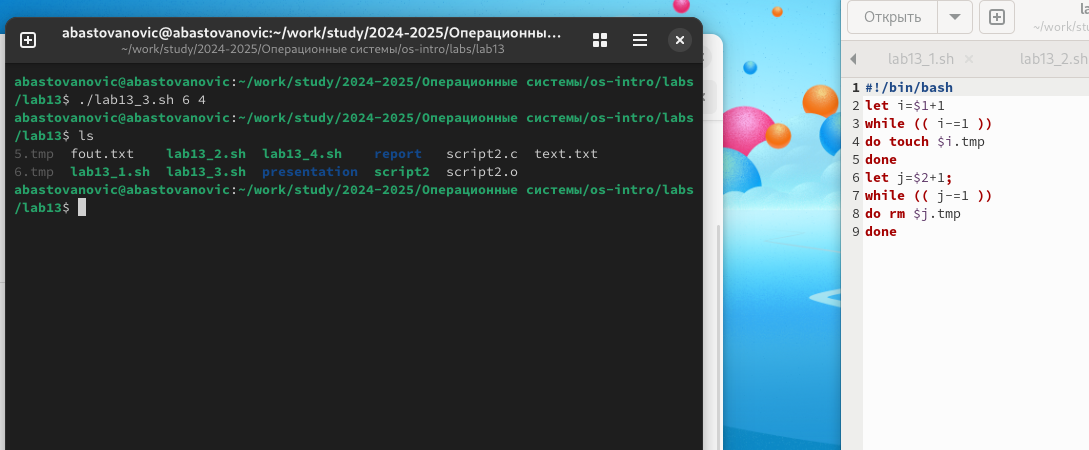 abastovanovic@abastovanovic:~/work/study/2024-2025/Операционны...
~/work/study/2024-2025/Операционные системы/os-intro/labs/lab13
abastovanovic@abastovanovic:~/work/study/2024-2025/Операционные системы/os-intro/labs
/lab13$ ./lab13_3.sh 6 4
abastovanovic@abastovanovic:~/work/study/2024-2025/Операционные системы/os-intro/labs
/lab13$ ls
5.tmp fout.txt lab13_2.sh lab13_4.sh report script2.c text.txt
6.tmp lab13_1.sh lab13_3.sh presentation script2 script2.o
abastovanovic@abastovanovic:~/work/study/2024-2025/Операционные системы/os-intro/labs
/lab13$
Открыть
la
~/work/st
lab13_1.sh
lab13_2.sh
1 #!/bin/bash
2 let i=$1+1
3 while (( i-=1 ))
4 do touch $i.tmp
5 done
6 let j=$2+1;
7 while (( j-=1 ))
8 do rm $j.tmp
9 done